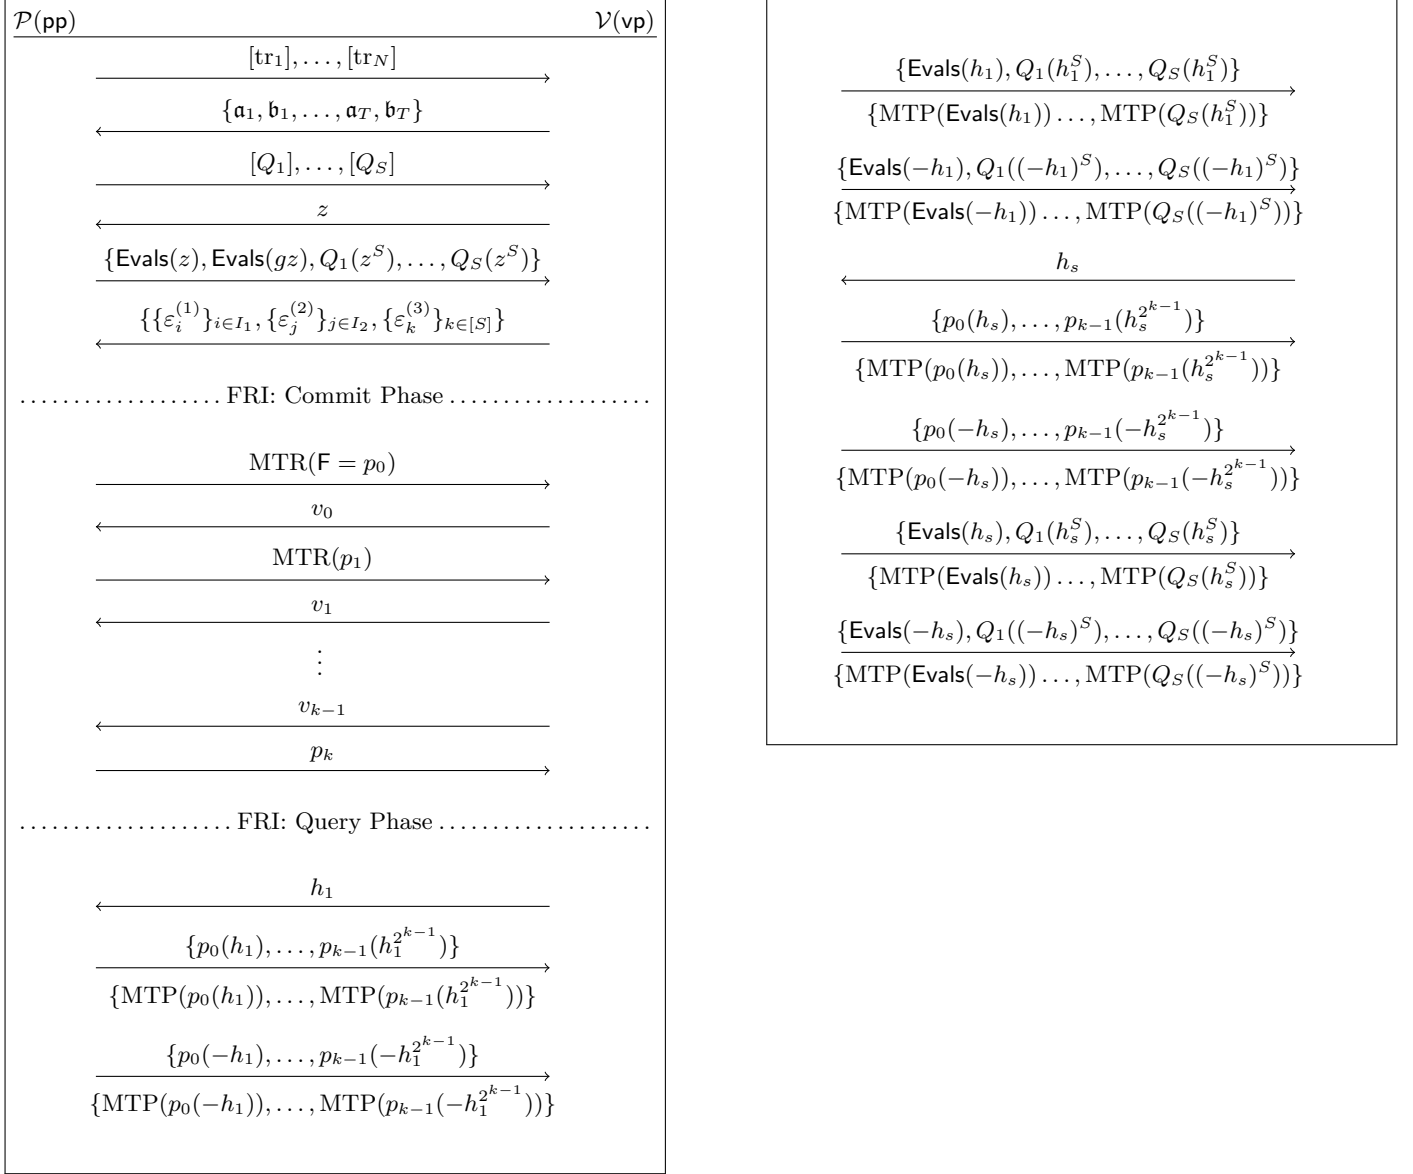 𝒫(pp) 𝒱(vp)
[tr₁], . . . , [tr_N]
{𝔞₁, 𝔟₁, . . . , 𝔞_T, 𝔟_T}
[Q₁], . . . , [Q_S]
z
{Evals(z), Evals(gz), Q₁(z^S), . . . , Q_S(z^S)}
{{ε_i^{(1)}}_{i∈I₁}, {ε_j^{(2)}}_{j∈I₂}, {ε_k^{(3)}}_{k∈[S]}}
FRI: Commit Phase
MTR(F = p₀)
v₀
MTR(p₁)
v₁
⋮
v_{k−1}
p_k
FRI: Query Phase
h₁
{p₀(h₁), . . . , p_{k−1}(h₁^{2^{k−1}})}
{MTP(p₀(h₁)), . . . , MTP(p_{k−1}(h₁^{2^{k−1}}))}
{p₀(−h₁), . . . , p_{k−1}(−h₁^{2^{k−1}})}
{MTP(p₀(−h₁)), . . . , MTP(p_{k−1}(−h₁^{2^{k−1}}))}
{Evals(h₁), Q₁(h₁^S), . . . , Q_S(h₁^S)}
{MTP(Evals(h₁)) . . . , MTP(Q_S(h₁^S))}
{Evals(−h₁), Q₁((−h₁)^S), . . . , Q_S((−h₁)^S)}
{MTP(Evals(−h₁)) . . . , MTP(Q_S((−h₁)^S))}
h_s
{p₀(h_s), . . . , p_{k−1}(h_s^{2^{k−1}})}
{MTP(p₀(h_s)), . . . , MTP(p_{k−1}(h_s^{2^{k−1}}))}
{p₀(−h_s), . . . , p_{k−1}(−h_s^{2^{k−1}})}
{MTP(p₀(−h_s)), . . . , MTP(p_{k−1}(−h_s^{2^{k−1}}))}
{Evals(h_s), Q₁(h_s^S), . . . , Q_S(h_s^S)}
{MTP(Evals(h_s)) . . . , MTP(Q_S(h_s^S))}
{Evals(−h_s), Q₁((−h_s)^S), . . . , Q_S((−h_s)^S)}
{MTP(Evals(−h_s)) . . . , MTP(Q_S((−h_s)^S))}